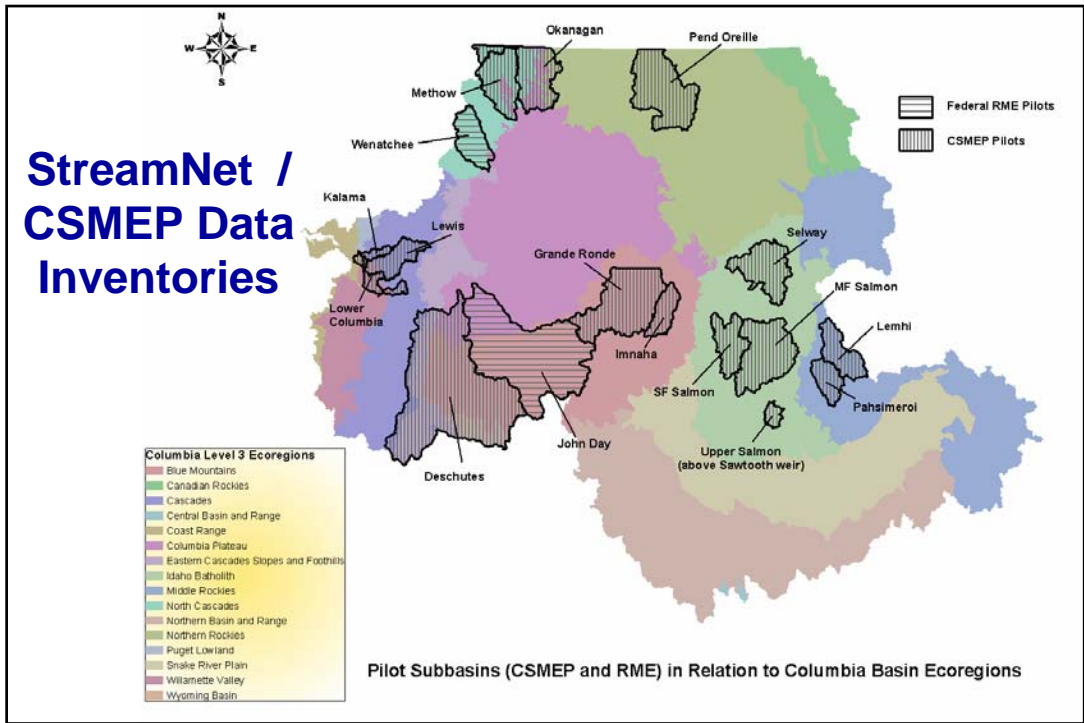 N
W E
S
StreamNet /
CSMEP Data
Inventories
Okanagan
Pend Oreille
Methow
Wenatchee
Federal RME Pilots
CSMEP Pilots
Kalama
Lewis
Lower
Columbia
Grande Ronde
Selway
MF Salmon
Lemhi
Imnaha
SF Salmon
Pahsimeroi
John Day
Upper Salmon
(above Sawtooth weir)
Deschutes
Columbia Level 3 Ecoregions
Blue Mountains
Canadian Rockies
Cascades
Central Basin and Range
Coast Range
Columbia Plateau
Eastern Cascades Slopes and Foothills
Idaho Batholith
Middle Rockies
North Cascades
Northern Basin and Range
Northern Rockies
Puget Lowland
Snake River Plain
Willamette Valley
Wyoming Basin
Pilot Subbasins (CSMEP and RME) in Relation to Columbia Basin Ecoregions